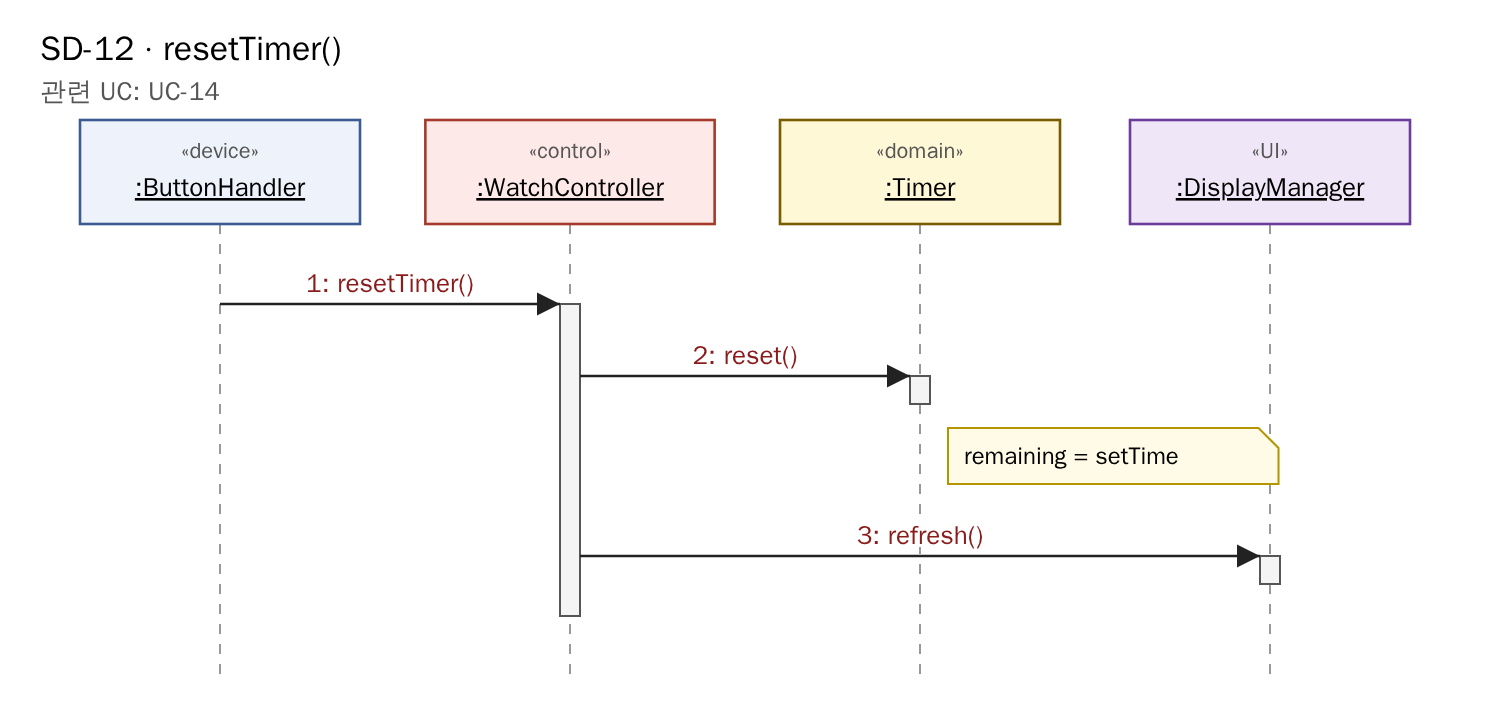 SD-12 · resetTimer()
관련 UC: UC-14
«device»
:ButtonHandler
«control»
:WatchController
«domain»
:Timer
«UI»
:DisplayManager
1: resetTimer()
2: reset()
remaining = setTime
3: refresh()